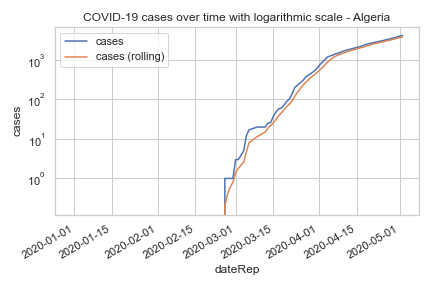 COVID-19 cases over time with logarithmic scale - Algeria
cases
cases (rolling)
10³
10²
10¹
10⁰
cases
2020-01-01
2020-01-15
2020-02-01
2020-02-15
2020-03-01
2020-03-15
2020-04-01
2020-04-15
2020-05-01
dateRep